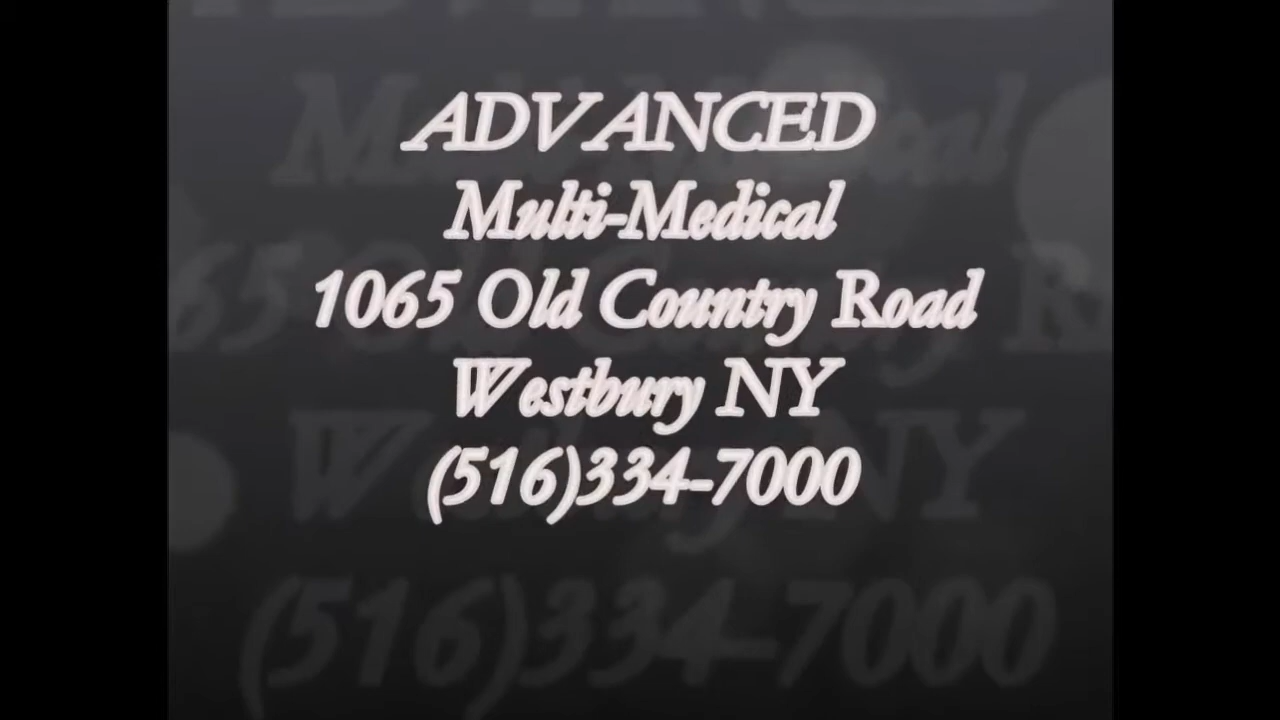 ADVANCED
Multi-Medical
1065 Old Country Road
Westbury NY
(516)334-7000